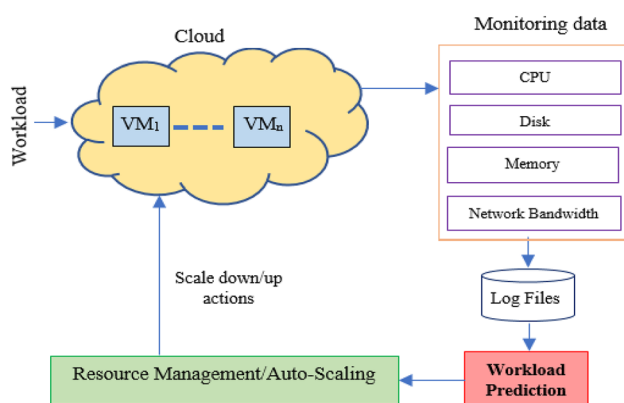 Monitoring data
Cloud
CPU
Workload
VM₁
VMₙ
Disk
Memory
Network Bandwidth
Scale down/up
actions
Log Files
Resource Management/Auto-Scaling
Workload
Prediction